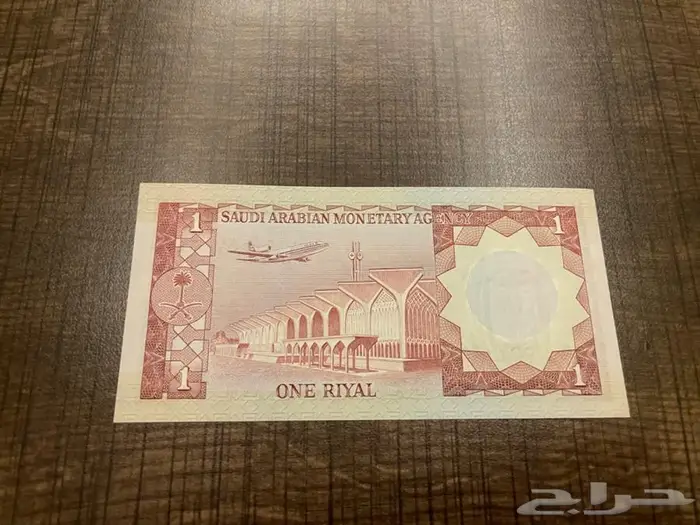 1 SAUDI ARABIAN MONETARY AGENCY 1
1 ONE RIYAL 1
حراج